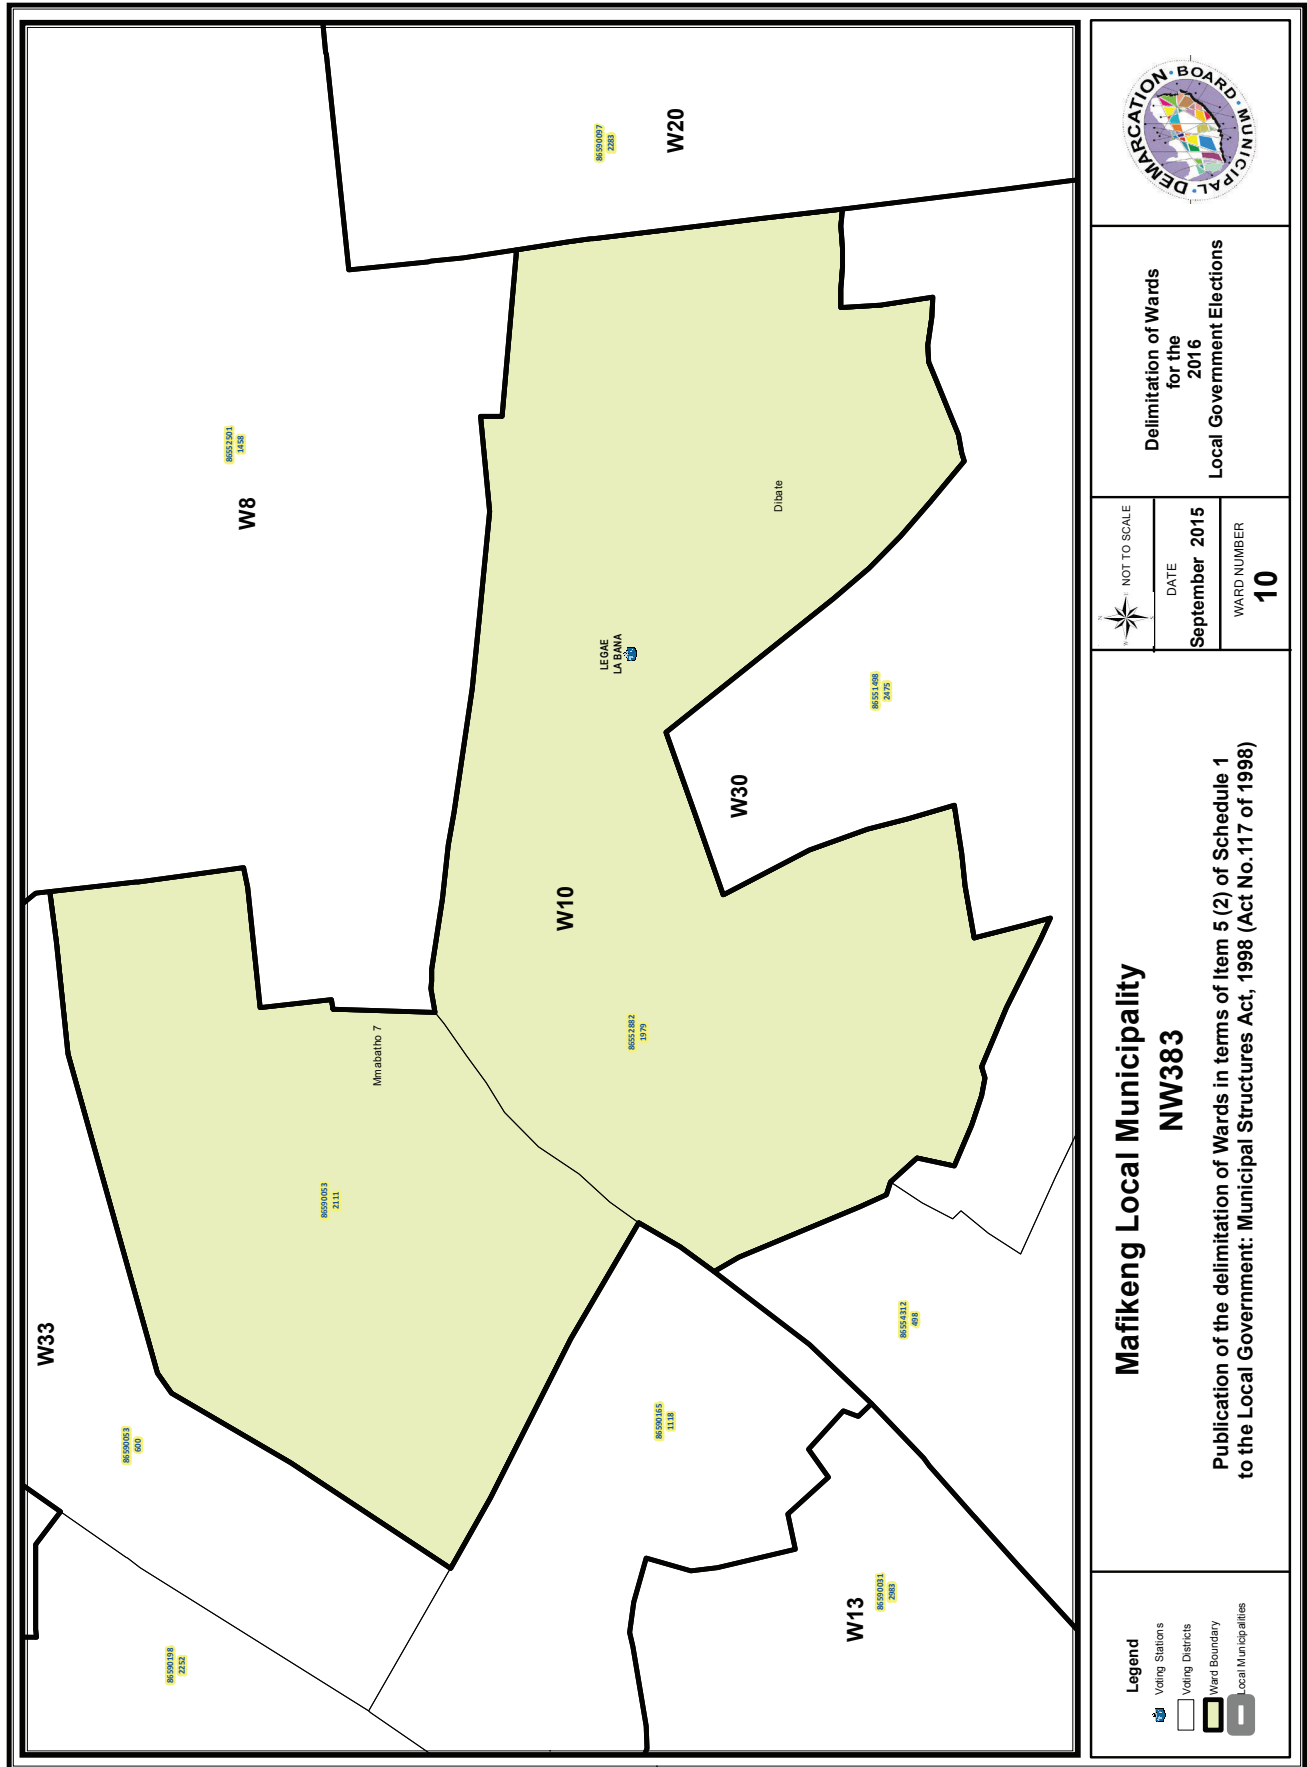 W33
86590053
600
86590198
2252
86590053
2111
Mmabatho 7
W8
86552501
1458
W20
86590097
2283
LEGAE
LA BANA
Dibate
W10
86552882
1979
W30
86551498
2475
86590165
1118
86554312
498
W13
86590031
2983
Legend
Voting Stations
Voting Districts
Ward Boundary
Local Municipalities
Mafikeng Local Municipality
NW383
Publication of the delimitation of Wards in terms of Item 5 (2) of Schedule 1
to the Local Government: Municipal Structures Act, 1998 (Act No.117 of 1998)
NOT TO SCALE
DATE
September 2015
WARD NUMBER
10
Delimitation of Wards
for the
2016
Local Government Elections
MUNICIPAL · DEMARCATION · BOARD ·